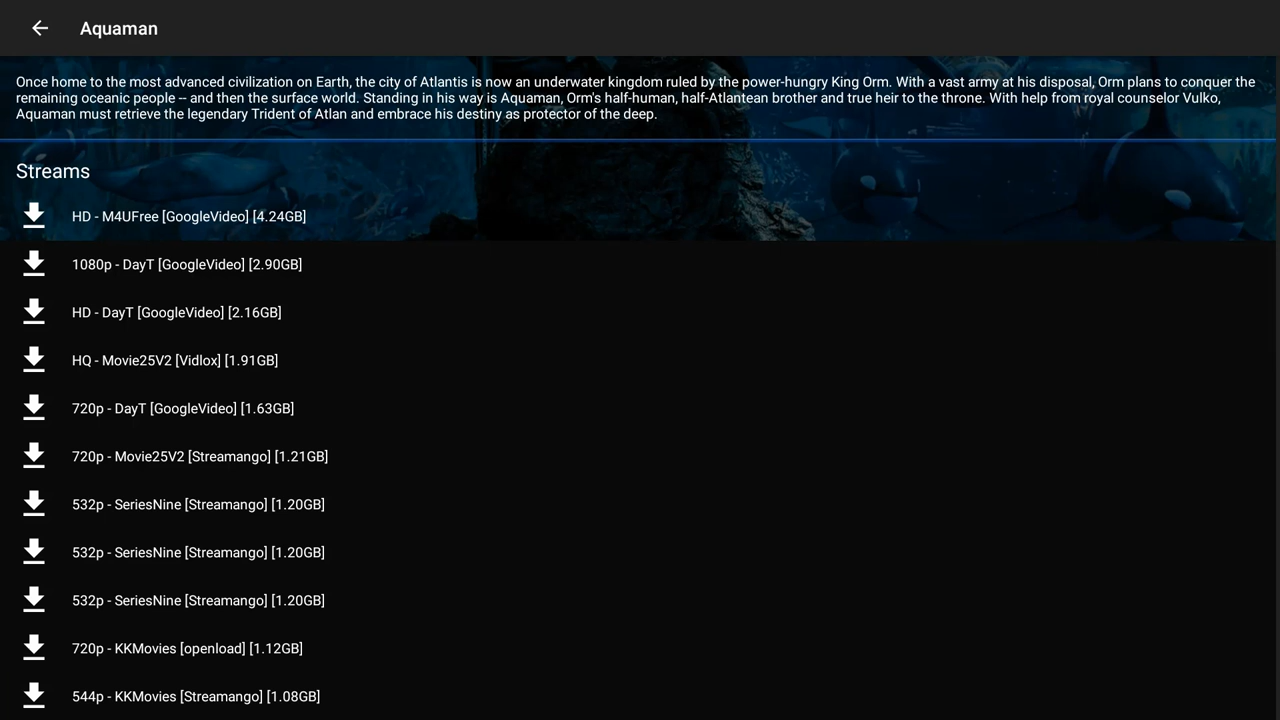 Aquaman
Once home to the most advanced civilization on Earth, the city of Atlantis is now an underwater kingdom ruled by the power-hungry King Orm. With a vast army at his disposal, Orm plans to conquer the
remaining oceanic people -- and then the surface world. Standing in his way is Aquaman, Orm's half-human, half-Atlantean brother and true heir to the throne. With help from royal counselor Vulko,
Aquaman must retrieve the legendary Trident of Atlan and embrace his destiny as protector of the deep.
Streams
HD - M4UFree [GoogleVideo] [4.24GB]
1080p - DayT [GoogleVideo] [2.90GB]
HD - DayT [GoogleVideo] [2.16GB]
HQ - Movie25V2 [Vidlox] [1.91GB]
720p - DayT [GoogleVideo] [1.63GB]
720p - Movie25V2 [Streamango] [1.21GB]
532p - SeriesNine [Streamango] [1.20GB]
532p - SeriesNine [Streamango] [1.20GB]
532p - SeriesNine [Streamango] [1.20GB]
720p - KKMovies [openload] [1.12GB]
544p - KKMovies [Streamango] [1.08GB]